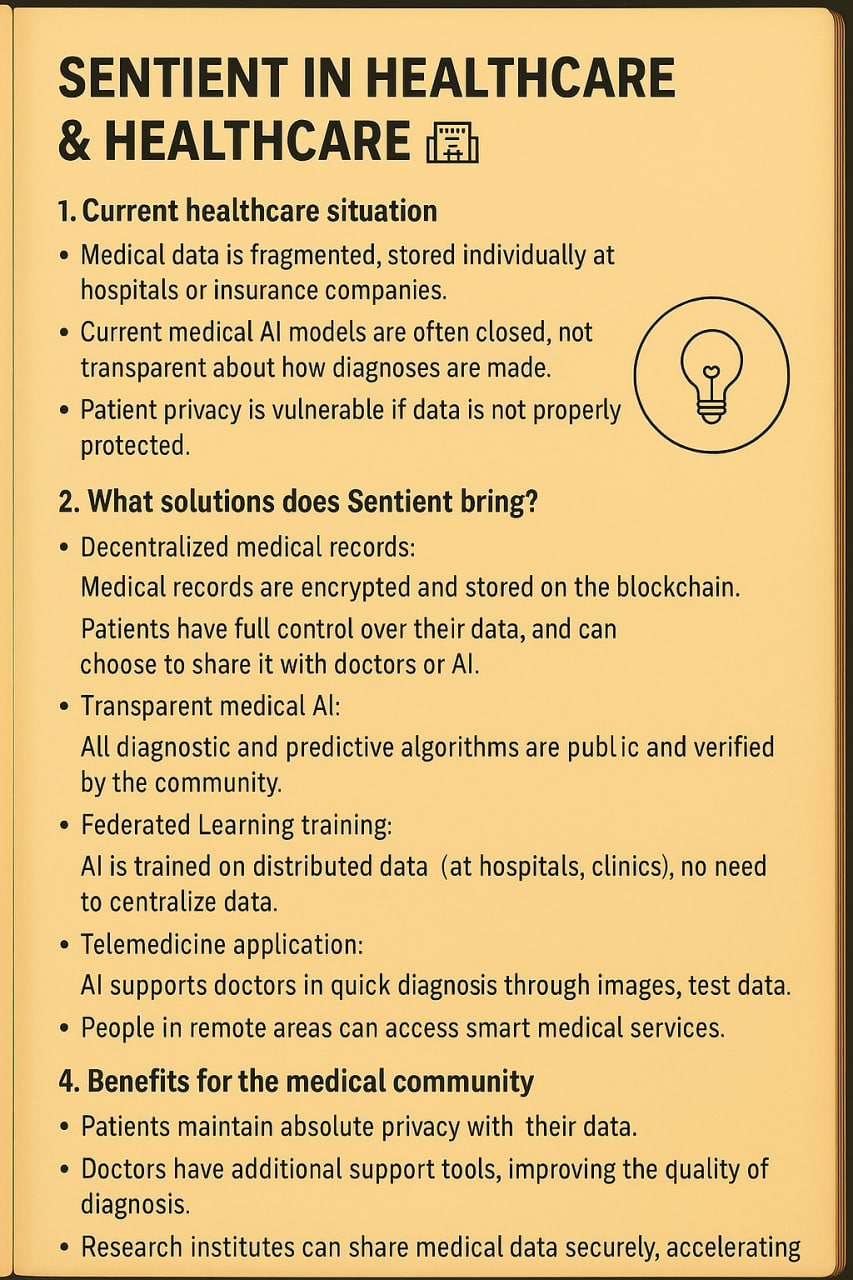 SENTIENT IN HEALTHCARE
& HEALTHCARE
1. Current healthcare situation
• Medical data is fragmented, stored individually at
hospitals or insurance companies.
• Current medical AI models are often closed, not
transparent about how diagnoses are made.
• Patient privacy is vulnerable if data is not properly
protected.
2. What solutions does Sentient bring?
• Decentralized medical records:
Medical records are encrypted and stored on the blockchain.
Patients have full control over their data, and can
choose to share it with doctors or AI.
• Transparent medical AI:
All diagnostic and predictive algorithms are public and verified
by the community.
• Federated Learning training:
AI is trained on distributed data (at hospitals, clinics), no need
to centralize data.
• Telemedicine application:
AI supports doctors in quick diagnosis through images, test data.
• People in remote areas can access smart medical services.
4. Benefits for the medical community
• Patients maintain absolute privacy with their data.
• Doctors have additional support tools, improving the quality of
diagnosis.
• Research institutes can share medical data securely, accelerating